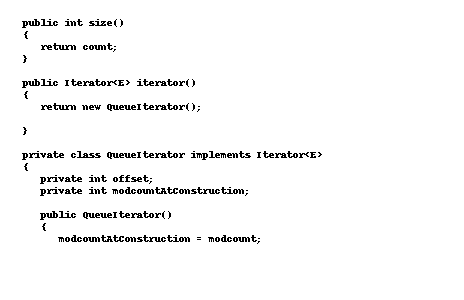 public int size()
{
return count;
}
public Iterator<E> iterator()
{
return new QueueIterator();
}
private class QueueIterator implements Iterator<E>
{
private int offset;
private int modcountAtConstruction;
public QueueIterator()
{
modcountAtConstruction = modcount;